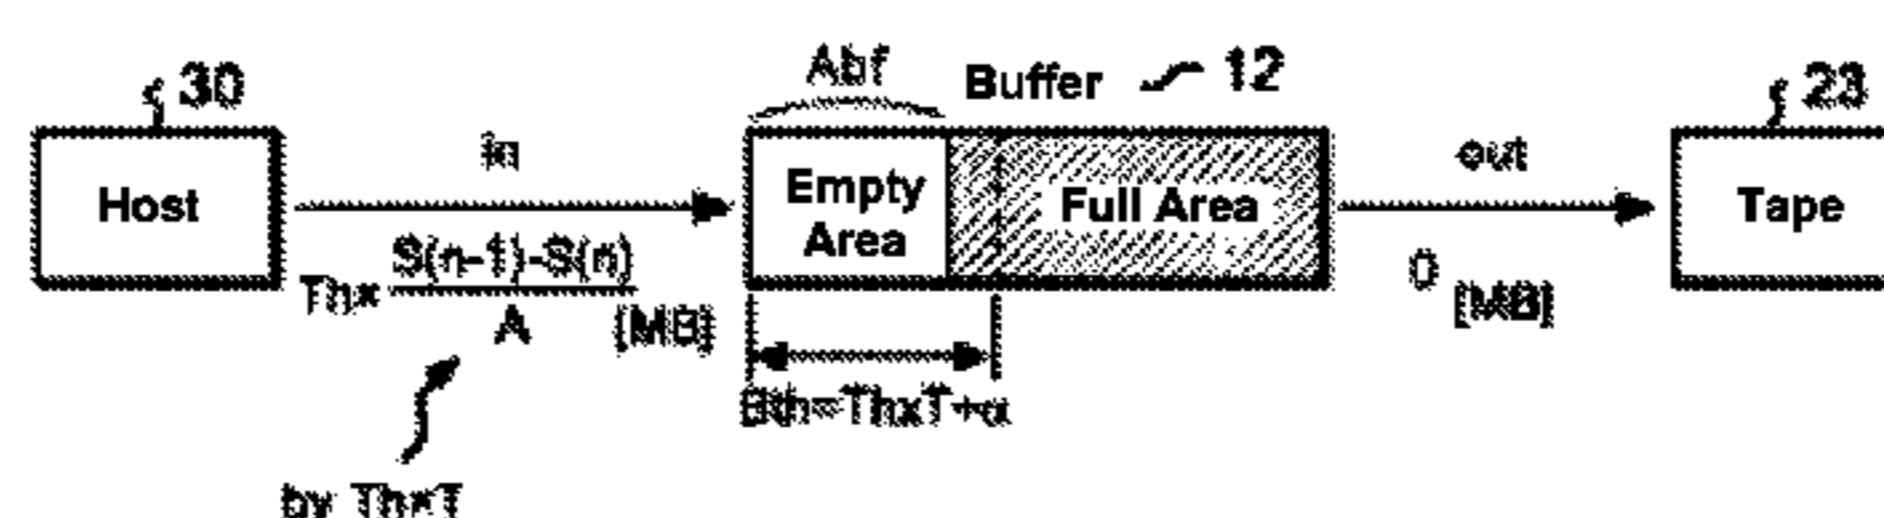 30
Abf
Buffer 12
23
in
out
Host
Empty
Area
Full Area
Tape
Th× S(n-1)-S(n)
A
[MB]
0
[MB]
Bth=ThxT+α
by Th×T